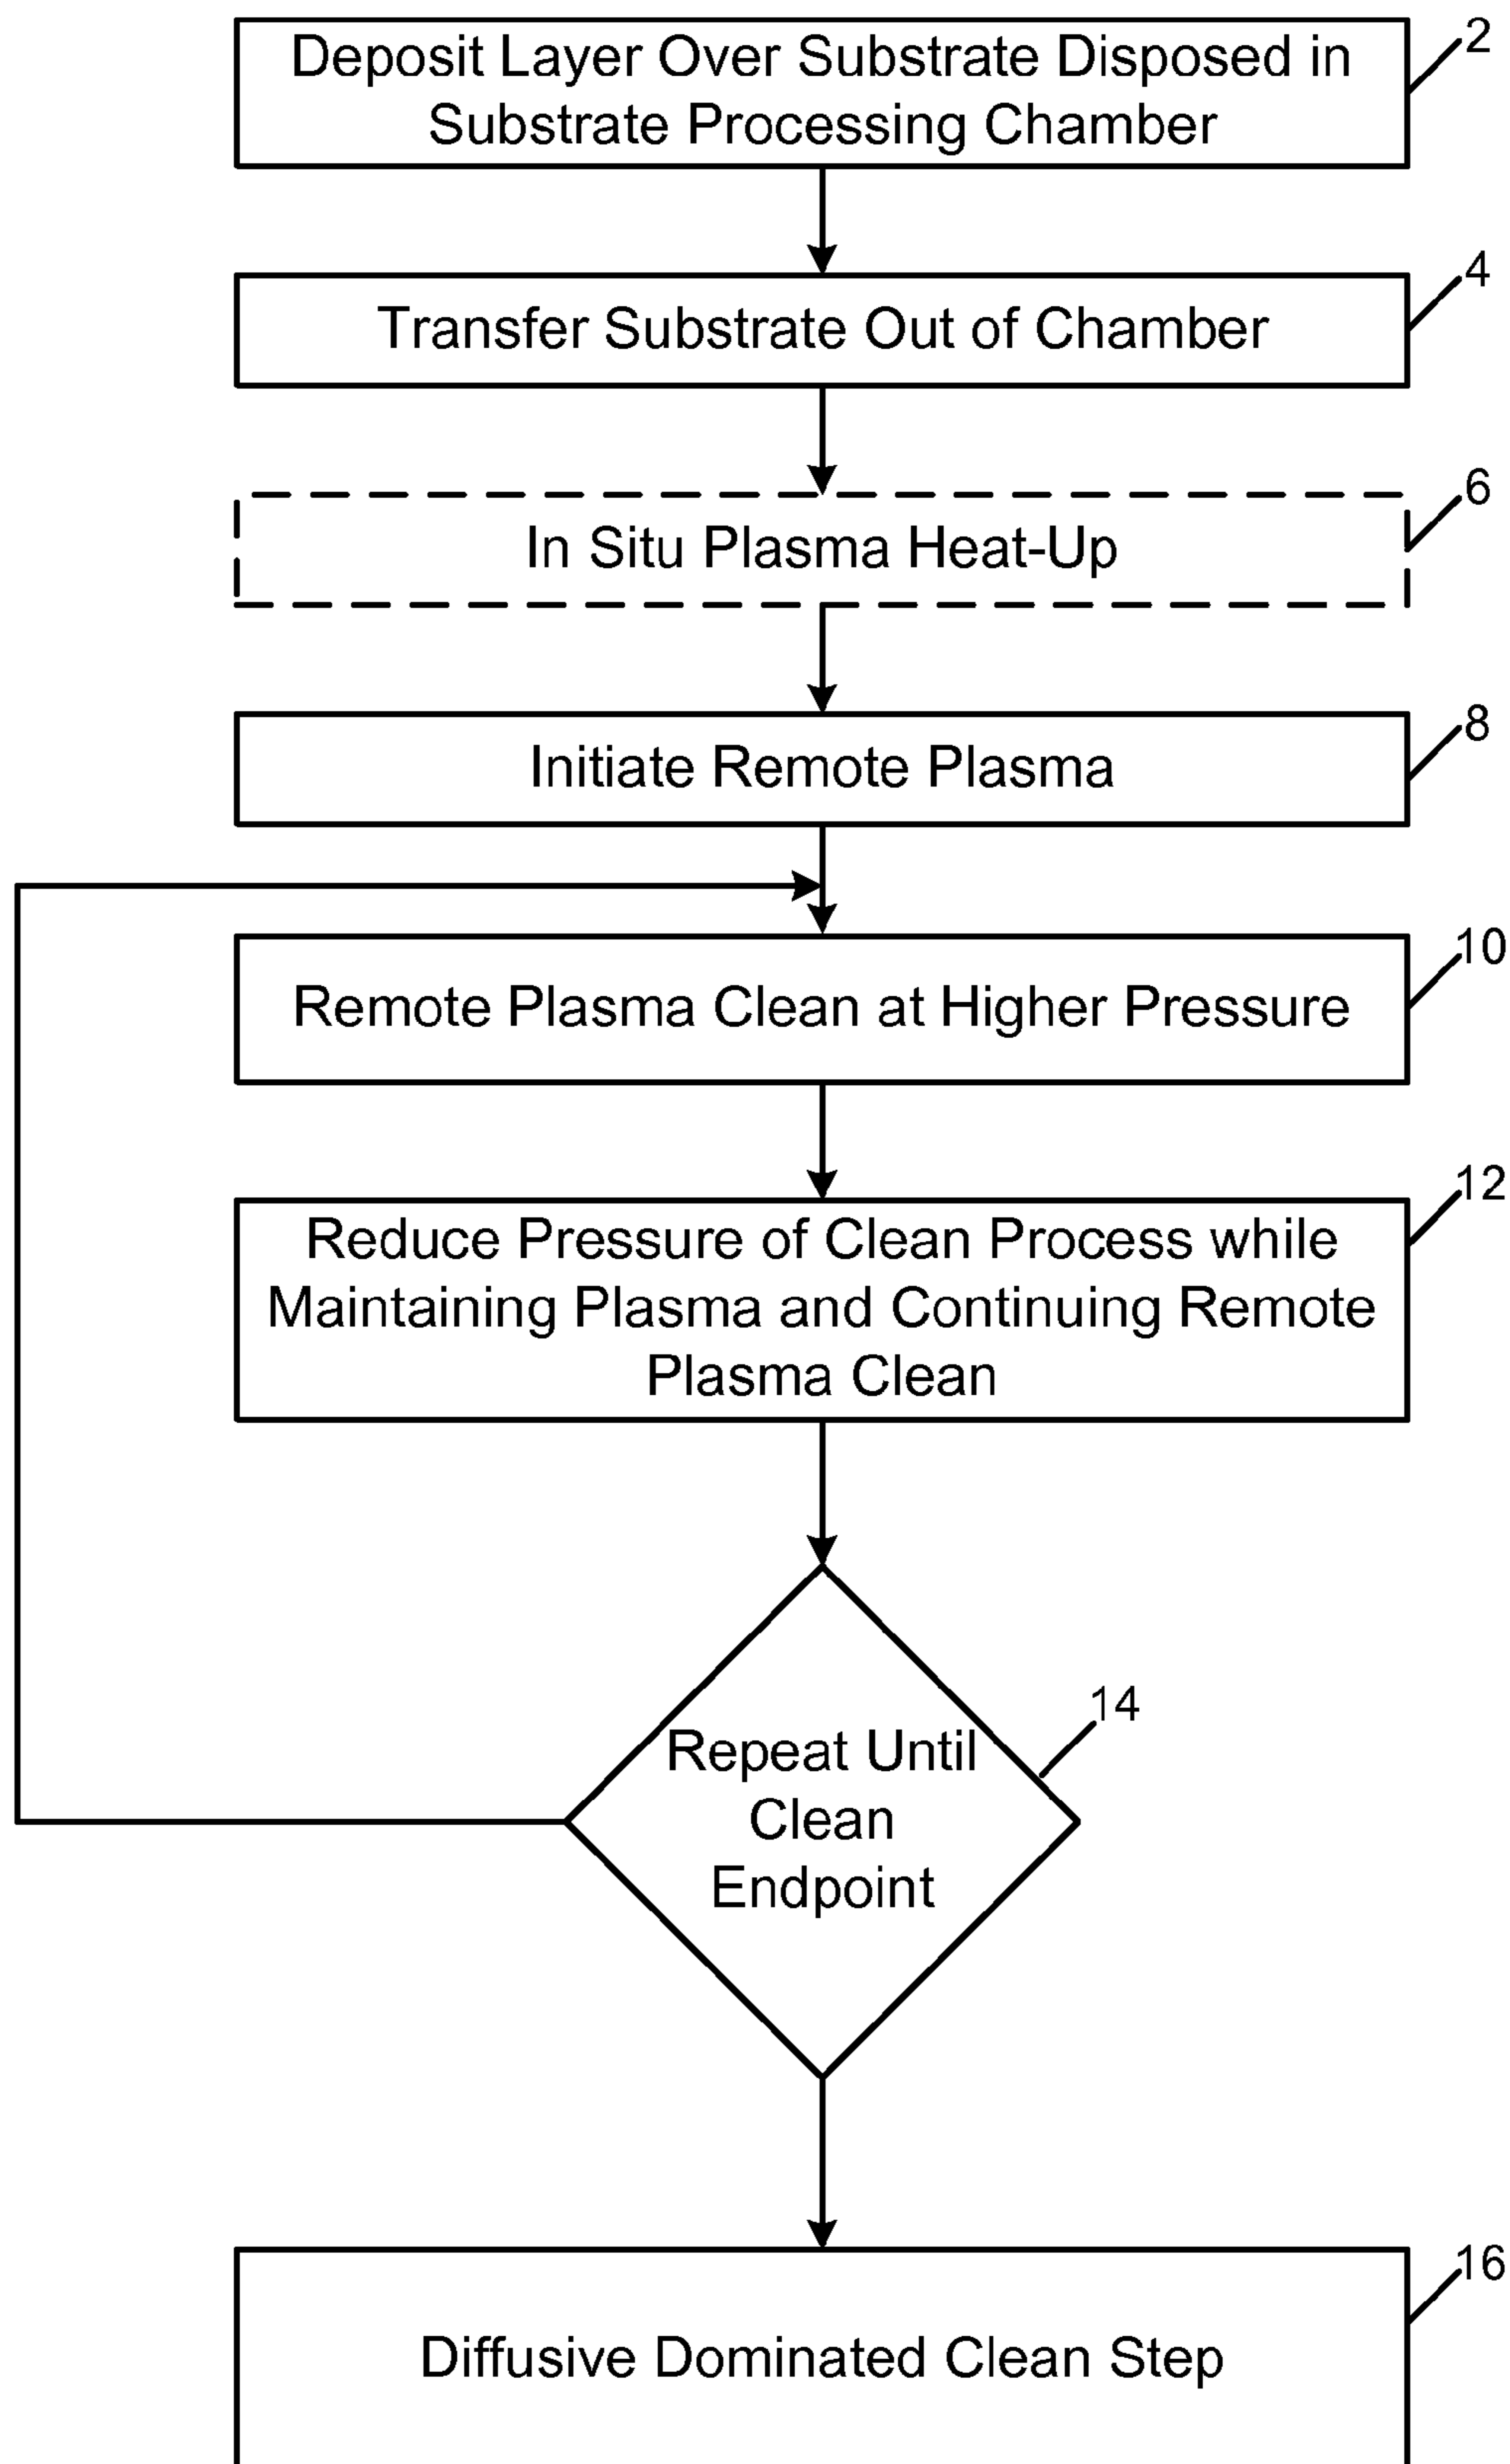 Deposit Layer Over Substrate Disposed in
Substrate Processing Chamber
2
Transfer Substrate Out of Chamber
4
In Situ Plasma Heat-Up
6
Initiate Remote Plasma
8
Remote Plasma Clean at Higher Pressure
10
Reduce Pressure of Clean Process while
Maintaining Plasma and Continuing Remote
Plasma Clean
12
Repeat Until
Clean
Endpoint
14
Diffusive Dominated Clean Step
16